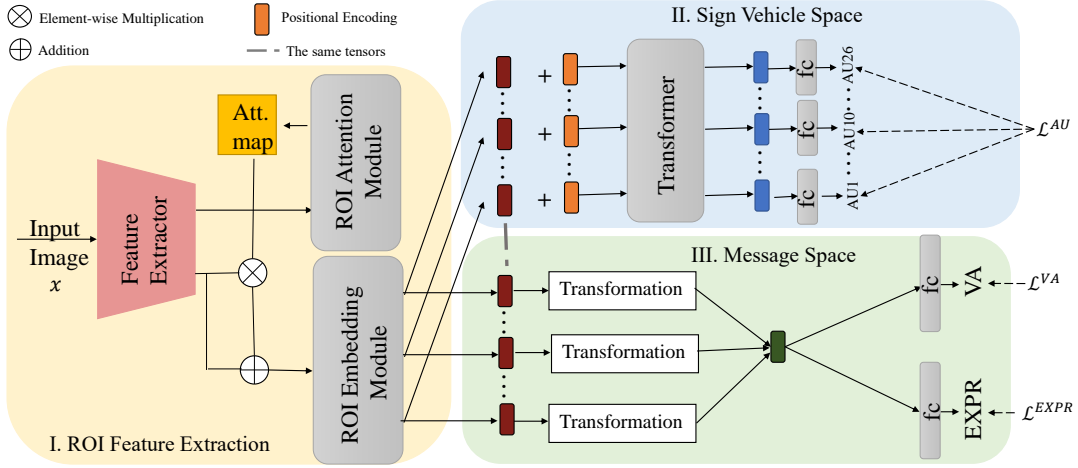 Element-wise Multiplication
Addition
Positional Encoding
The same tensors
Att.
map
ROI Attention
Module
Input
Image
x
Feature
Extractor
ROI Embedding
Module
I. ROI Feature Extraction
II. Sign Vehicle Space
+
+
+
Transformer
fc
fc
fc
AU26
AU10
AU1
ℒ^AU
III. Message Space
Transformation
Transformation
Transformation
fc
VA
ℒ^VA
fc
EXPR
ℒ^EXPR